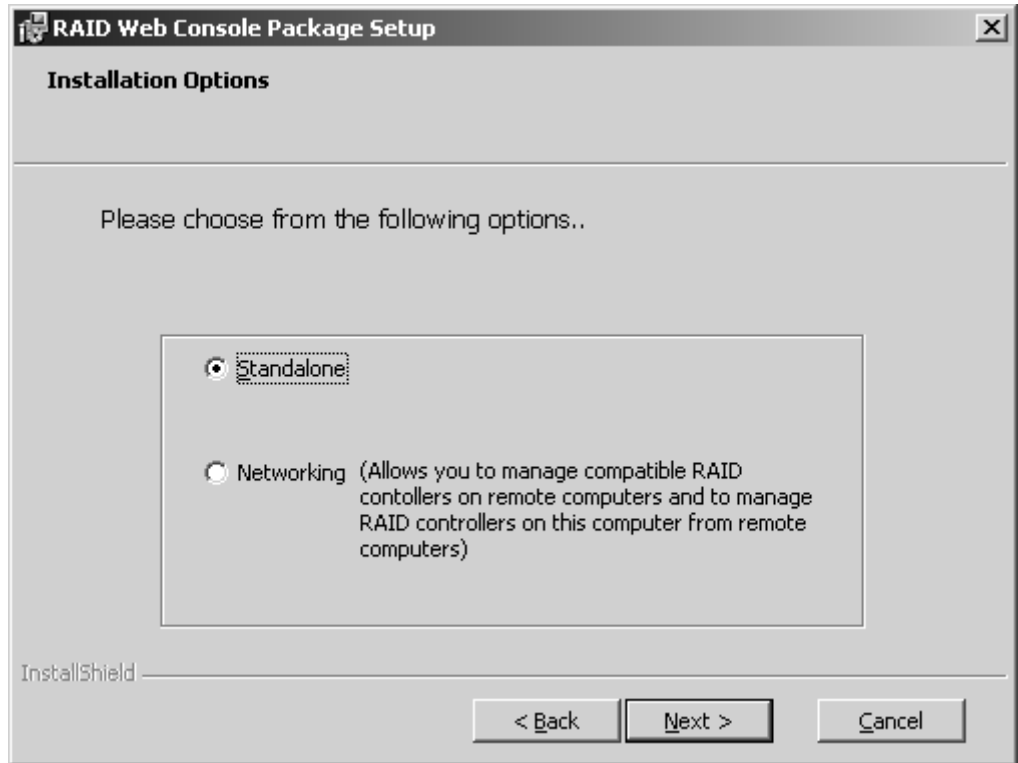 RAID Web Console Package Setup
Installation Options
Please choose from the following options..
Standalone
Networking (Allows you to manage compatible RAID
contollers on remote computers and to manage
RAID controllers on this computer from remote
computers)
InstallShield
< Back Next > Cancel